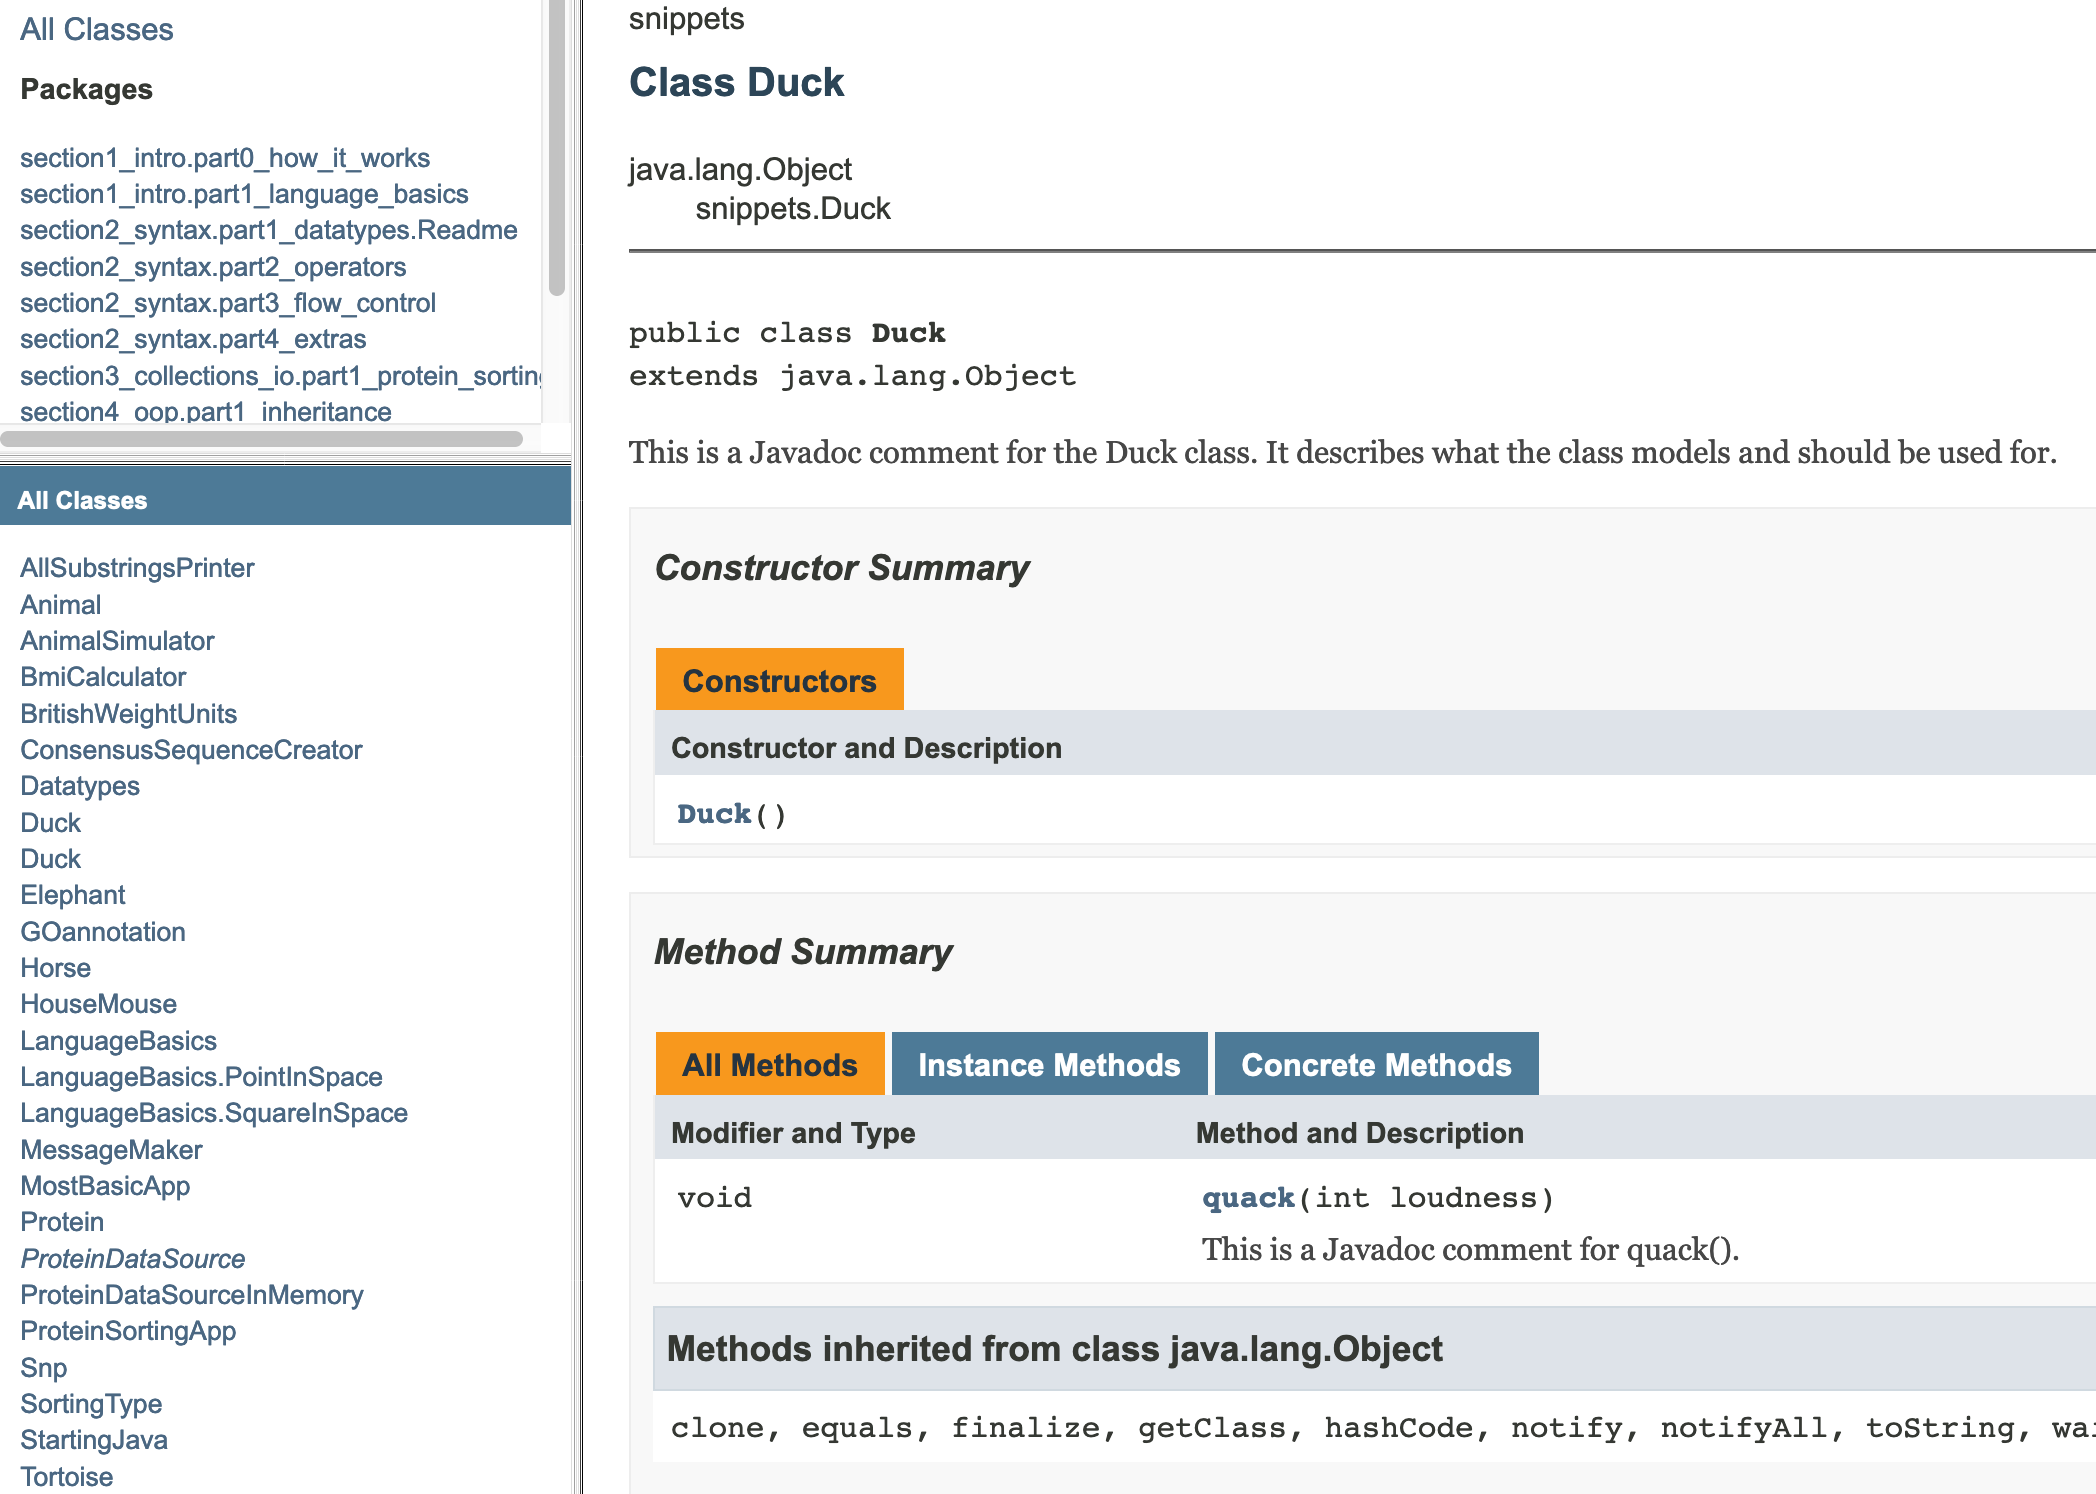 All Classes
Packages
section1_intro.part0_how_it_works
section1_intro.part1_language_basics
section2_syntax.part1_datatypes.Readme
section2_syntax.part2_operators
section2_syntax.part3_flow_control
section2_syntax.part4_extras
section3_collections_io.part1_protein_sorting
section4_oop.part1_inheritance
All Classes
AllSubstringsPrinter
Animal
AnimalSimulator
BmiCalculator
BritishWeightUnits
ConsensusSequenceCreator
Datatypes
Duck
Duck
Elephant
GOannotation
Horse
HouseMouse
LanguageBasics
LanguageBasics.PointInSpace
LanguageBasics.SquareInSpace
MessageMaker
MostBasicApp
Protein
ProteinDataSource
ProteinDataSourceInMemory
ProteinSortingApp
Snp
SortingType
StartingJava
Tortoise
snippets
Class Duck
java.lang.Object
snippets.Duck
public class Duck
extends java.lang.Object
This is a Javadoc comment for the Duck class. It describes what the class models and should be used for.
Constructor Summary
Constructors
Constructor and Description
Duck()
Method Summary
All Methods Instance Methods Concrete Methods
Modifier and Type Method and Description
void quack(int loudness)
This is a Javadoc comment for quack().
Methods inherited from class java.lang.Object
clone, equals, finalize, getClass, hashCode, notify, notifyAll, toString,